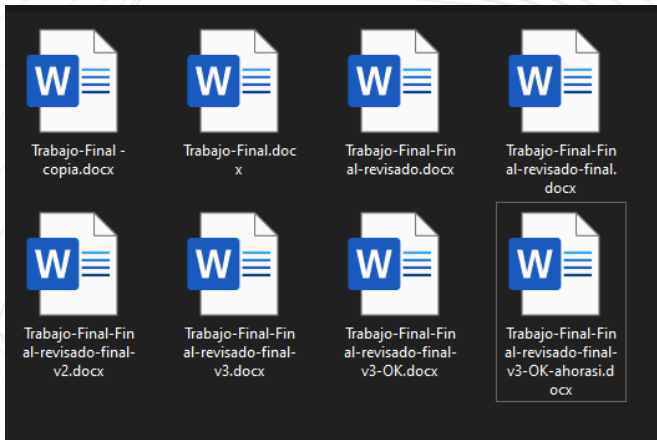 W
W
W
W
Trabajo-Final -
copia.docx
Trabajo-Final.doc
x
Trabajo-Final-Fin
al-revisado.docx
Trabajo-Final-Fin
al-revisado-final.
docx
W
W
W
W
Trabajo-Final-Fin
al-revisado-final-
v2.docx
Trabajo-Final-Fin
al-revisado-final-
v3.docx
Trabajo-Final-Fin
al-revisado-final-
v3-OK.docx
Trabajo-Final-Fin
al-revisado-final-
v3-OK-ahorasi.d
ocx